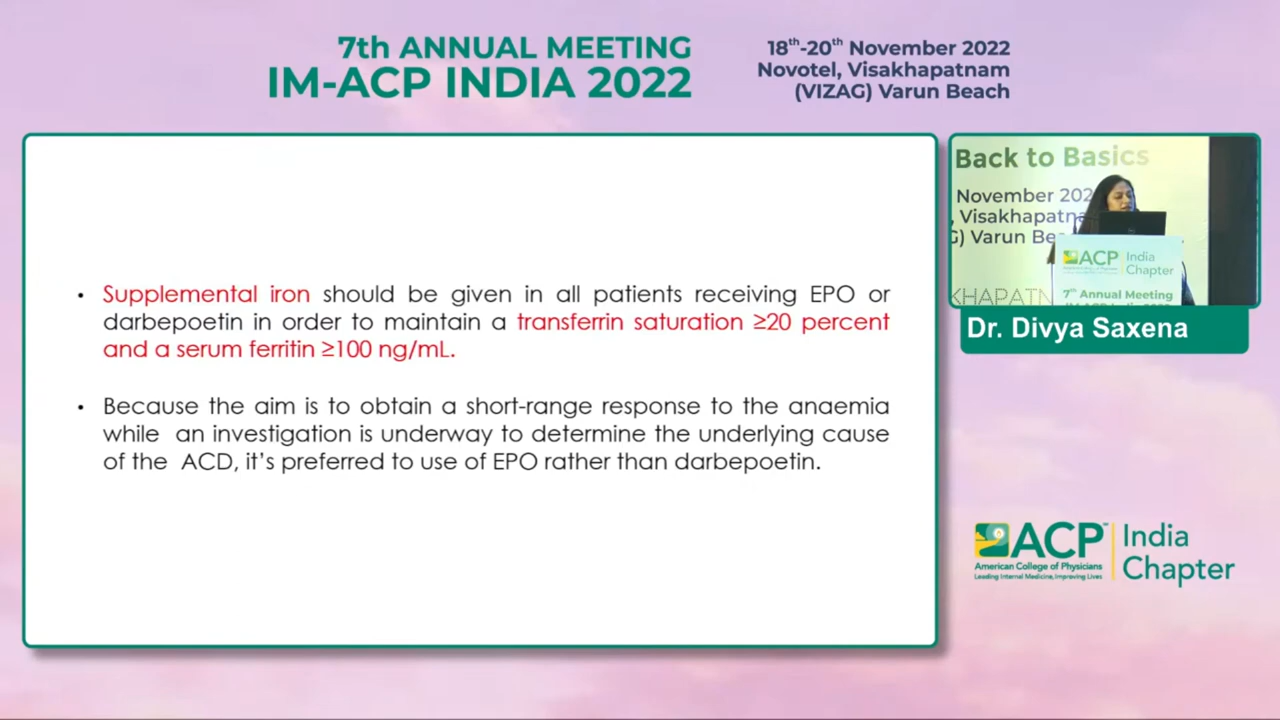 7th ANNUAL MEETING
IM-ACP INDIA 2022
18th-20th November 2022
Novotel, Visakhapatnam
(VIZAG) Varun Beach
• Supplemental iron should be given in all patients receiving EPO or
darbepoetin in order to maintain a transferrin saturation ≥20 percent
and a serum ferritin ≥100 ng/mL.
• Because the aim is to obtain a short-range response to the anaemia
while an investigation is underway to determine the underlying cause
of the ACD, it's preferred to use of EPO rather than darbepoetin.
Back to Basics
November 202
, Visakhapatna
G) Varun Be
ACP India
Chapter
KHAPATN
7th Annual Meeting
Dr. Divya Saxena
ACP™ India
Chapter
American College of Physicians
Leading Internal Medicine, Improving Lives